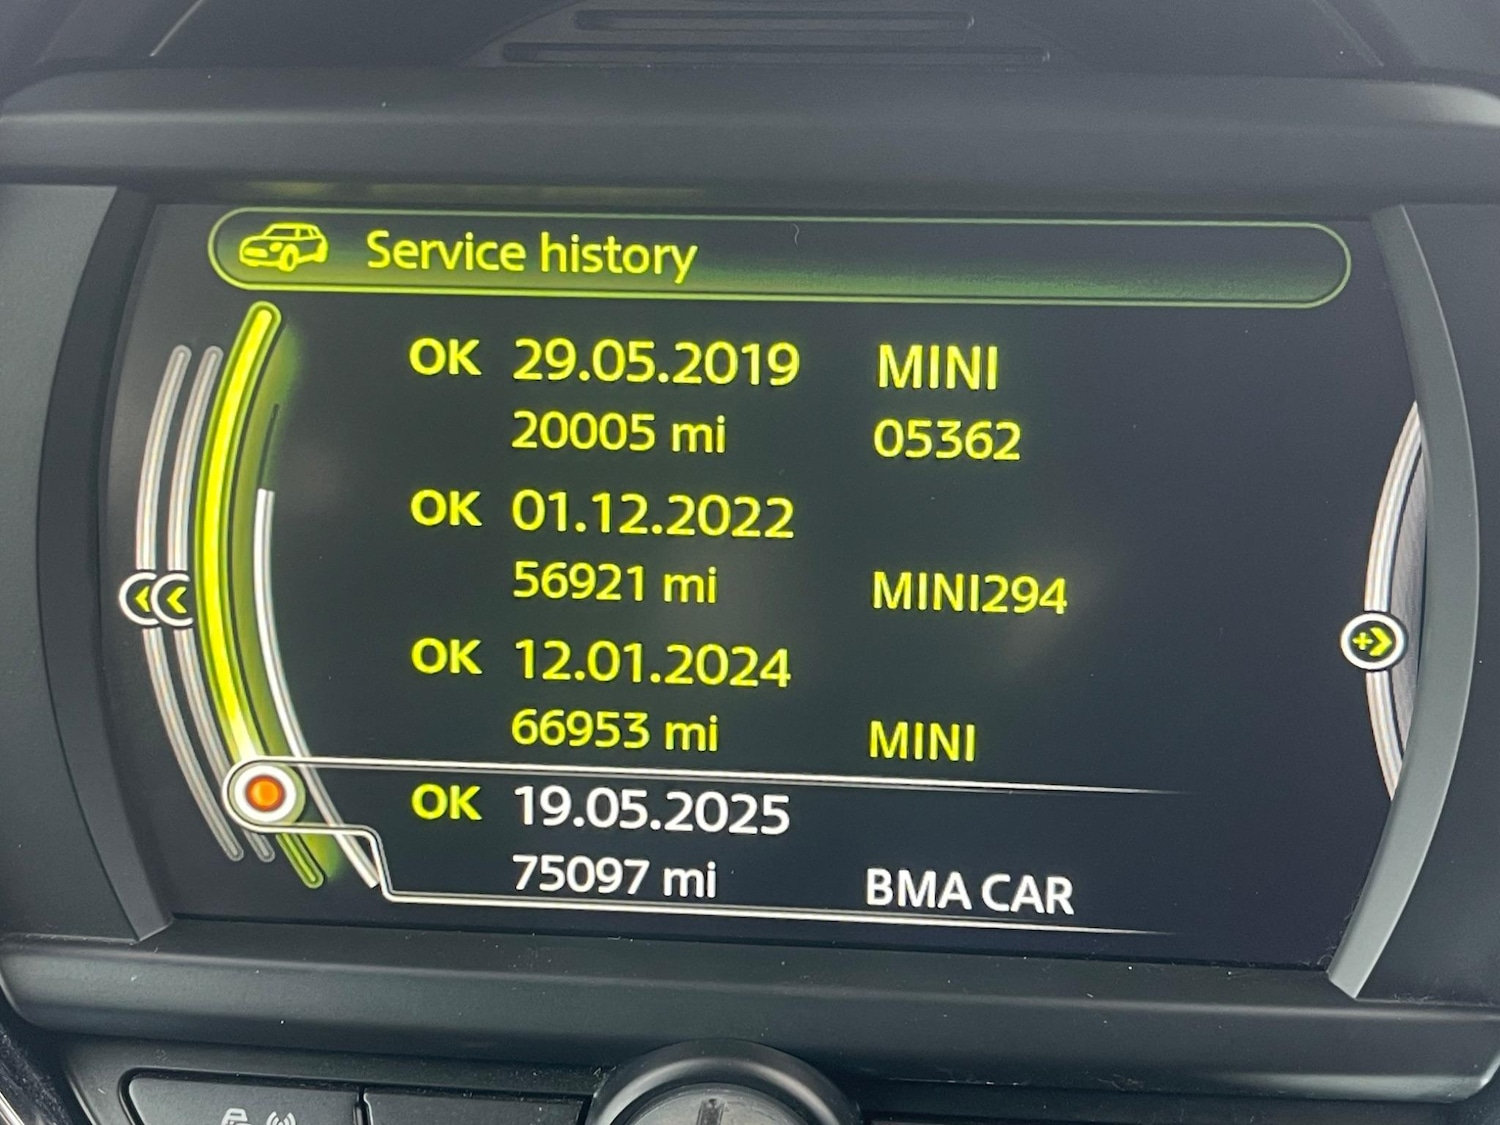 Service history
OK 29.05.2019 MINI
20005 mi 05362
OK 01.12.2022
56921 mi MINI294
OK 12.01.2024
66953 mi MINI
OK 19.05.2025
75097 mi BMA CAR